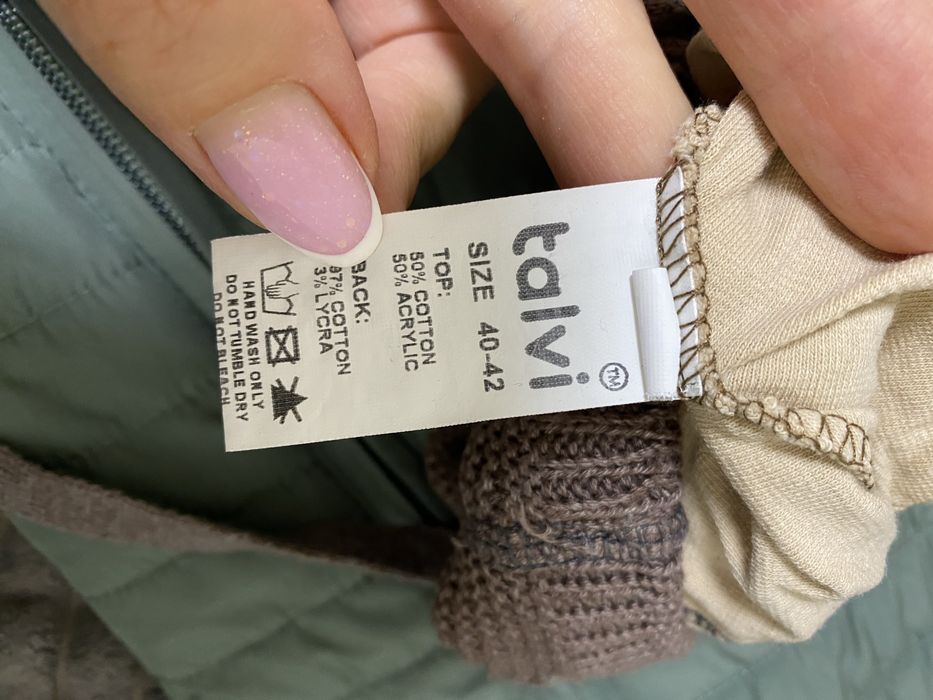 talvi TM
SIZE 40-42
TOP:
50% COTTON
50% ACRYLIC
BACK:
97% COTTON
3% LYCRA
HAND WASH ONLY
DO NOT TUMBLE DRY
DO NOT BLEACH